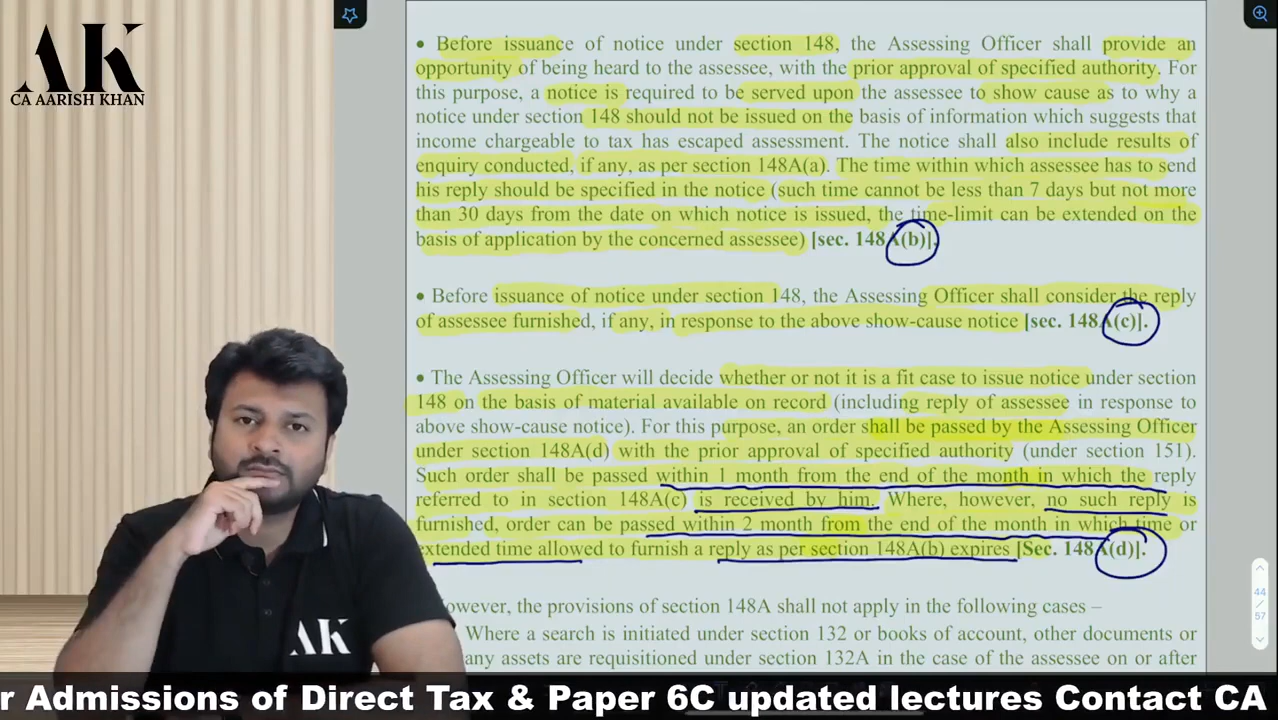 AK
CA AARISH KHAN
• Before issuance of notice under section 148, the Assessing Officer shall provide an
opportunity of being heard to the assessee, with the prior approval of specified authority. For
this purpose, a notice is required to be served upon the assessee to show cause as to why a
notice under section 148 should not be issued on the basis of information which suggests that
income chargeable to tax has escaped assessment. The notice shall also include results of
enquiry conducted, if any, as per section 148A(a). The time within which assessee has to send
his reply should be specified in the notice (such time cannot be less than 7 days but not more
than 30 days from the date on which notice is issued, the time-limit can be extended on the
basis of application by the concerned assessee) [sec. 148A(b)].
• Before issuance of notice under section 148, the Assessing Officer shall consider the reply
of assessee furnished, if any, in response to the above show-cause notice [sec. 148A(c)].
• The Assessing Officer will decide whether or not it is a fit case to issue notice under section
148 on the basis of material available on record (including reply of assessee in response to
above show-cause notice). For this purpose, an order shall be passed by the Assessing Officer
under section 148A(d) with the prior approval of specified authority (under section 151).
Such order shall be passed within 1 month from the end of the month in which the reply
referred to in section 148A(c) is received by him. Where, however, no such reply is
furnished, order can be passed within 2 month from the end of the month in which time or
extended time allowed to furnish a reply as per section 148A(b) expires [Sec. 148A(d)].
owever, the provisions of section 148A shall not apply in the following cases –
Where a search is initiated under section 132 or books of account, other documents or
any assets are requisitioned under section 132A in the case of the assessee on or after
44
57
AK
r Admissions of Direct Tax & Paper 6C updated lectures Contact CA